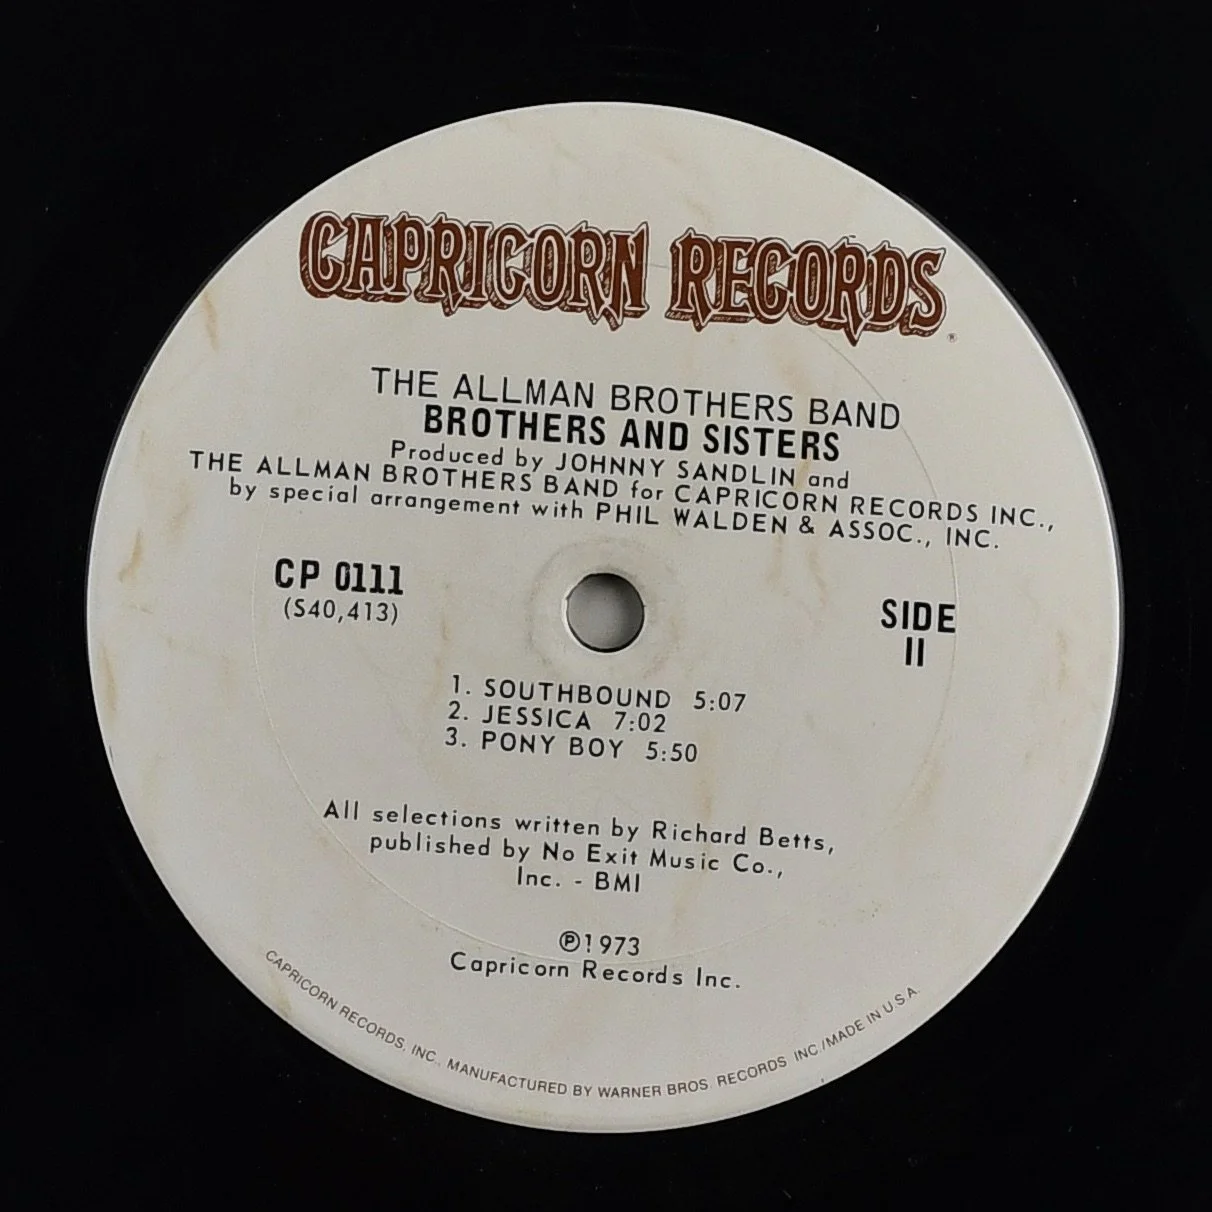 CAPRICORN RECORDS®
THE ALLMAN BROTHERS BAND
BROTHERS AND SISTERS
Produced by JOHNNY SANDLIN and
THE ALLMAN BROTHERS BAND for CAPRICORN RECORDS INC.,
by special arrangement with PHIL WALDEN & ASSOC., INC.
CP 0111
(S40,413)
SIDE
II
1. SOUTHBOUND 5:07
2. JESSICA 7:02
3. PONY BOY 5:50
All selections written by Richard Betts,
published by No Exit Music Co.,
Inc. - BMI
℗1973
Capricorn Records Inc.
CAPRICORN RECORDS, INC., MANUFACTURED BY WARNER BROS. RECORDS INC./MADE IN U.S.A.